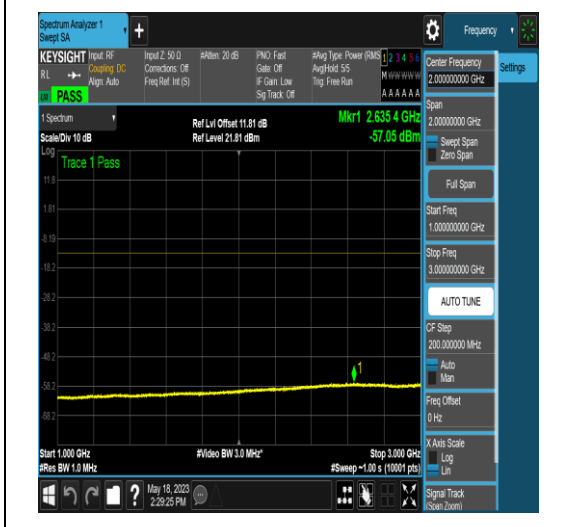 Spectrum Analyzer 1
Swept SA
+
Frequency
KEYSIGHT
RL
Input: RF
Coupling: DC
Align: Auto
Input Z: 50 Ω
Corrections: Off
Freq Ref: Int (S)
#Atten: 20 dB
PNO: Fast
Gate: Off
IF Gain: Low
Sig Track: Off
#Avg Type: Power (RMS
Avg|Hold: 5/5
Trig: Free Run
1 2 3 4 5 6
M W W W W W
A A A A A A
PASS
1 Spectrum
Scale/Div 10 dB
Ref Lvl Offset 11.81 dB
Ref Level 21.81 dBm
Mkr1 2.635 4 GHz
-57.05 dBm
Log
Trace 1 Pass
11.8
1.81
-8.19
-18.2
-28.2
-38.2
-48.2
-58.2
-68.2
1
Start 1.000 GHz
#Res BW 1.0 MHz
#Video BW 3.0 MHz*
Stop 3.000 GHz
#Sweep ~1.00 s (10001 pts)
May 18, 2023
2:29:25 PM
?
Settings
Center Frequency
2.000000000 GHz
Span
2.00000000 GHz
Swept Span
Zero Span
Full Span
Start Freq
1.000000000 GHz
Stop Freq
3.000000000 GHz
AUTO TUNE
CF Step
200.000000 MHz
Auto
Man
Freq Offset
0 Hz
X Axis Scale
Log
Lin
Signal Track
(Span Zoom)